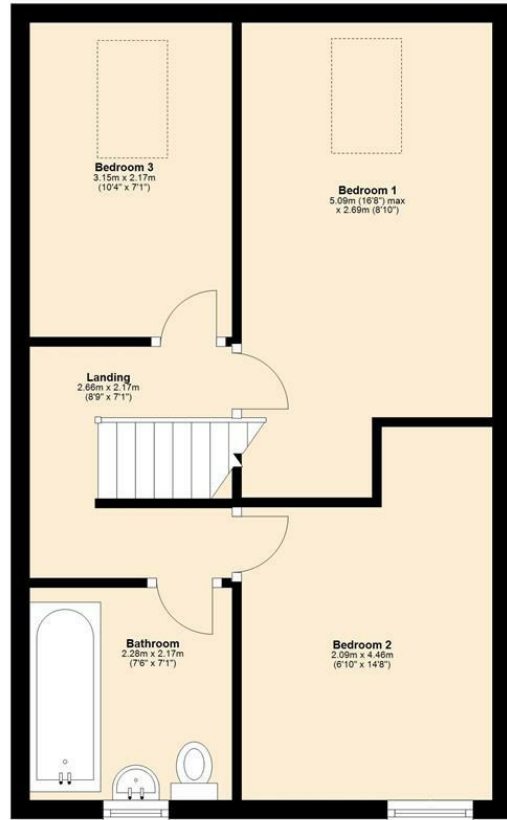 Bedroom 3
3.15m x 2.17m
(10'4" x 7'1")
Bedroom 1
5.09m (16'8") max
x 2.69m (8'10")
Landing
2.66m x 2.17m
(8'9" x 7'1")
Bathroom
2.28m x 2.17m
(7'6" x 7'1")
Bedroom 2
2.09m x 4.46m
(6'10" x 14'8")